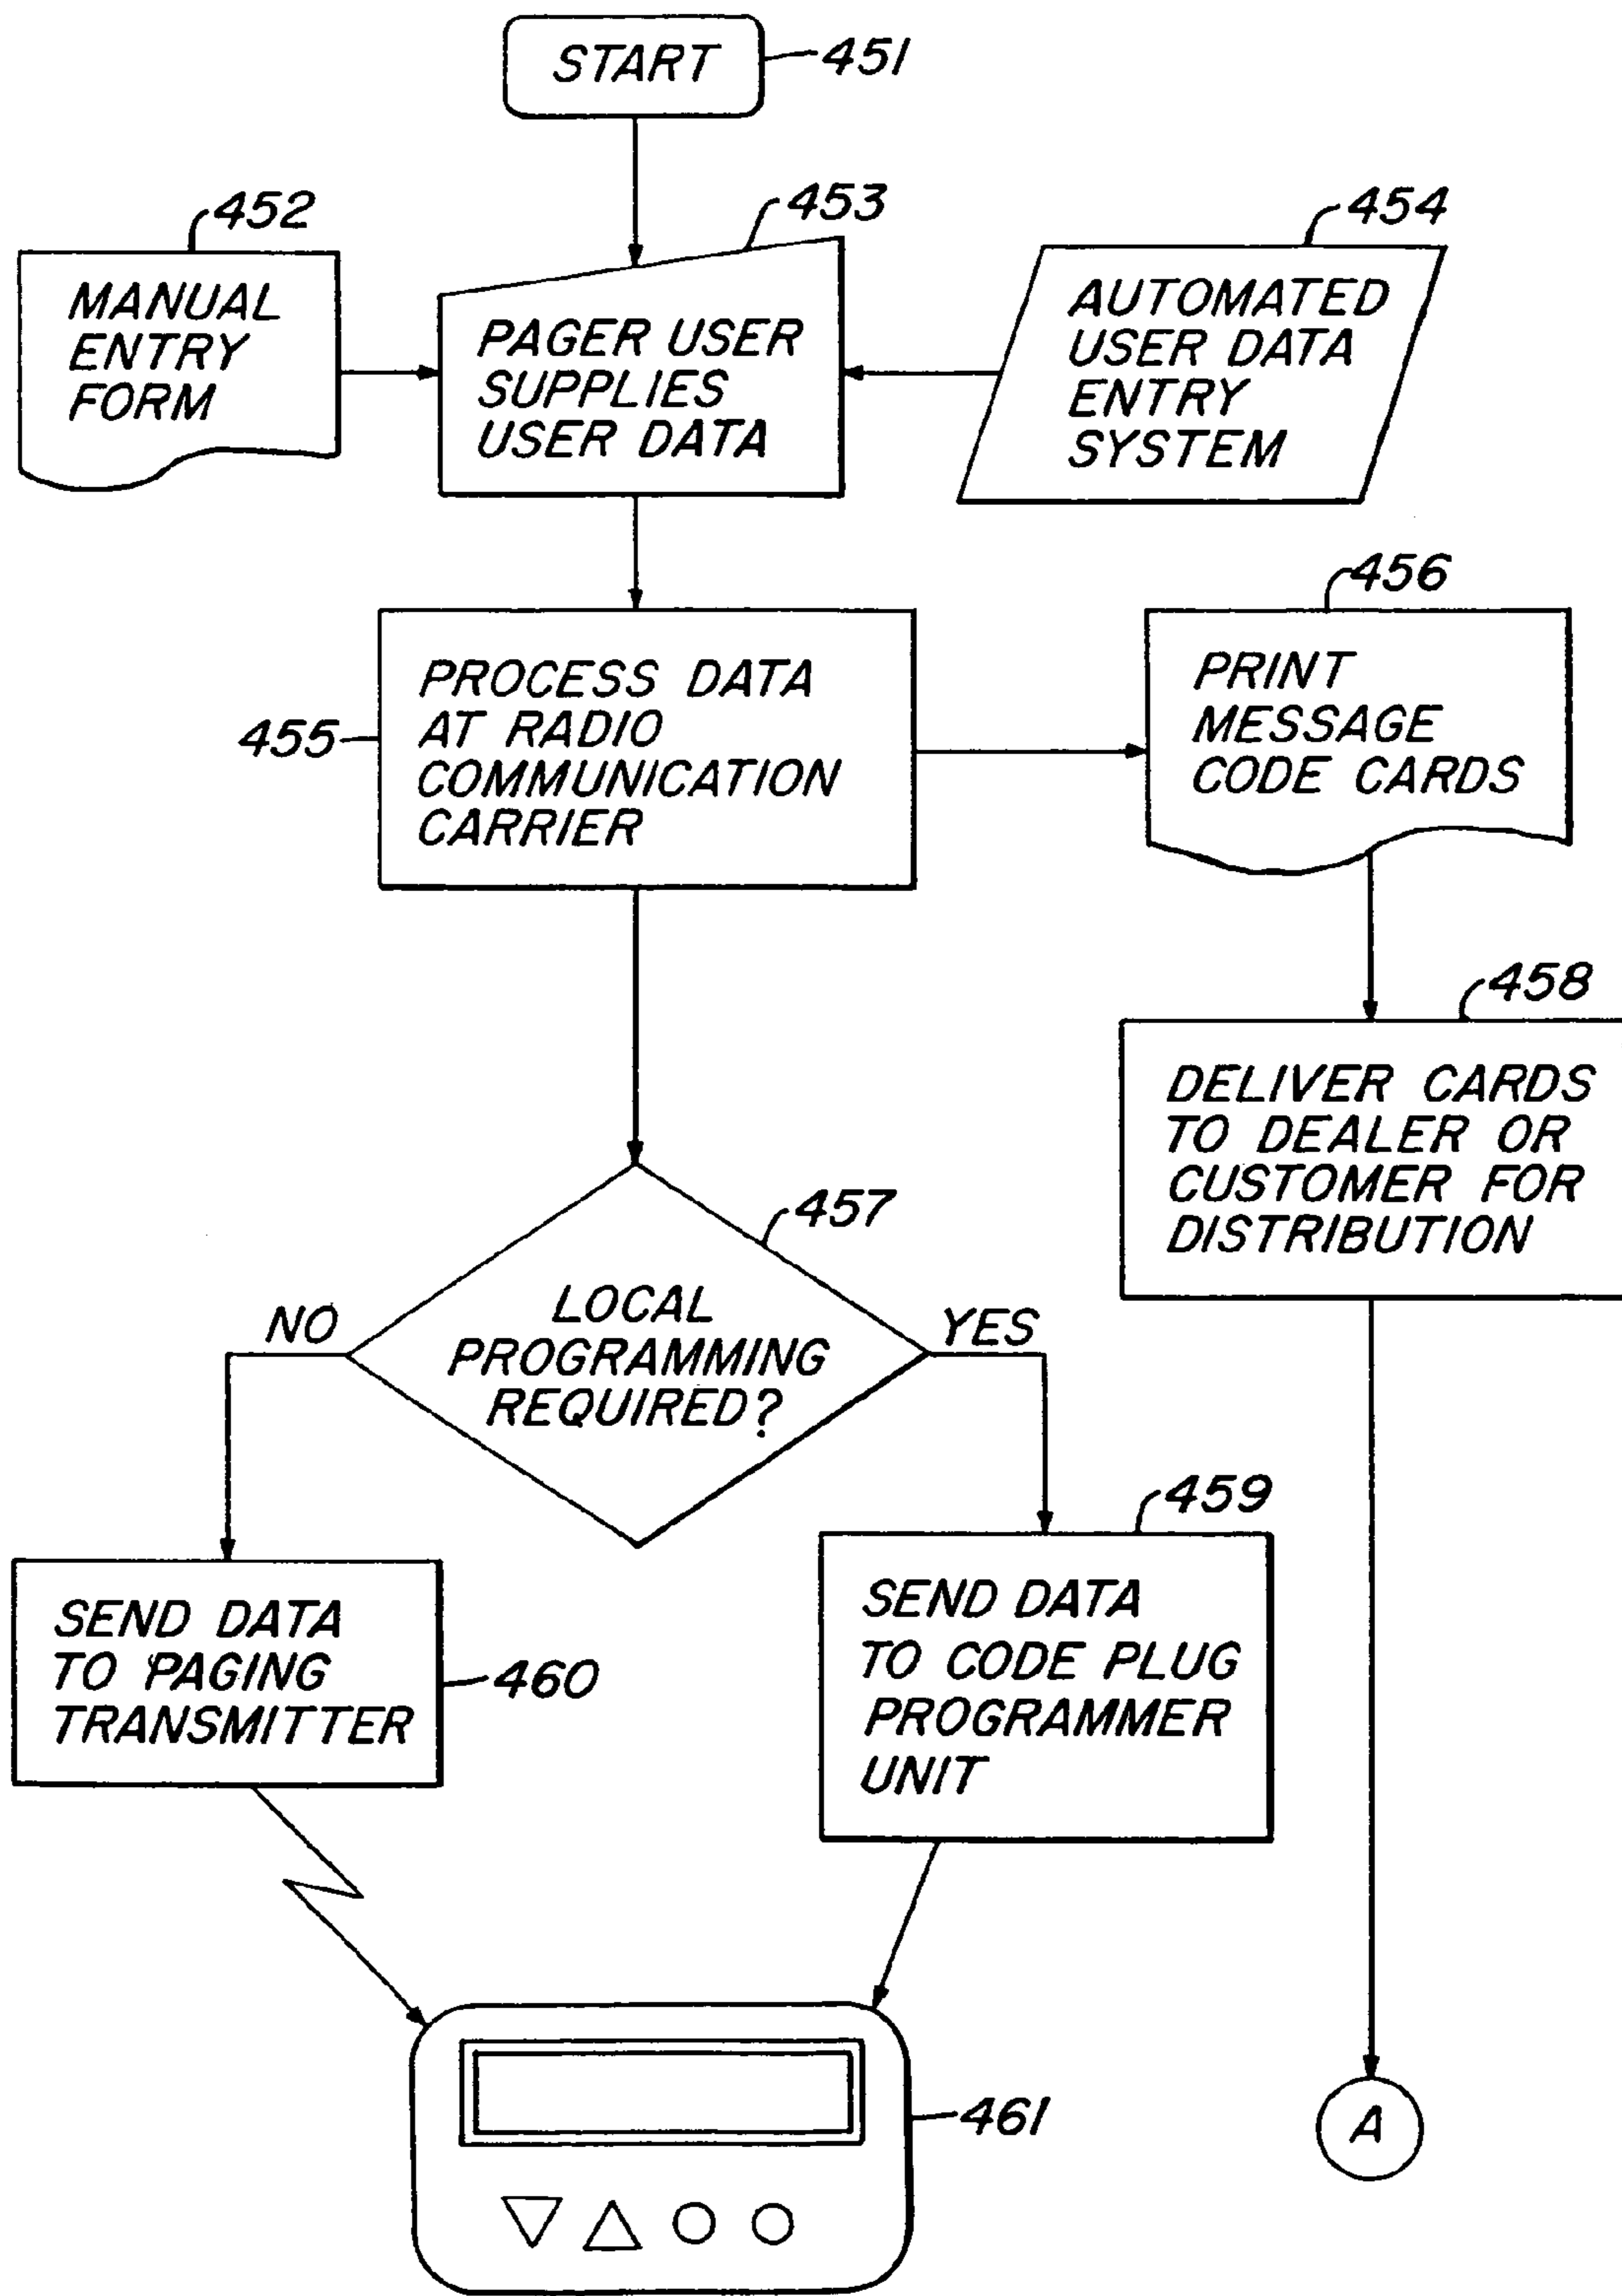 START
451
452
453
454
MANUAL
ENTRY
FORM
PAGER USER
SUPPLIES
USER DATA
AUTOMATED
USER DATA
ENTRY
SYSTEM
455
PROCESS DATA
AT RADIO
COMMUNICATION
CARRIER
456
PRINT
MESSAGE
CODE CARDS
458
DELIVER CARDS
TO DEALER OR
CUSTOMER FOR
DISTRIBUTION
457
LOCAL
PROGRAMMING
REQUIRED?
NO
YES
460
SEND DATA
TO PAGING
TRANSMITTER
459
SEND DATA
TO CODE PLUG
PROGRAMMER
UNIT
461
A